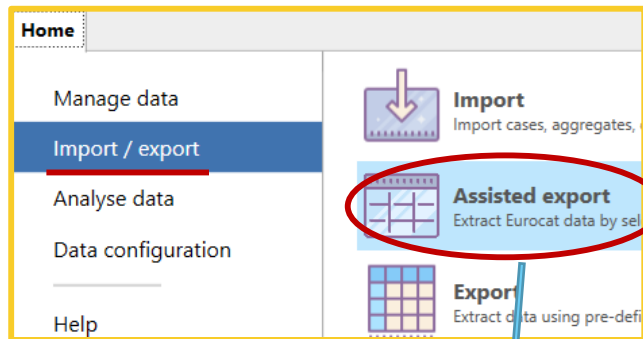 Home
Manage data
Import / export
Analyse data
Data configuration
Help
Import
Import cases, aggregates,
Assisted export
Extract Eurocat data by sel
Export
Extract data using pre-defi